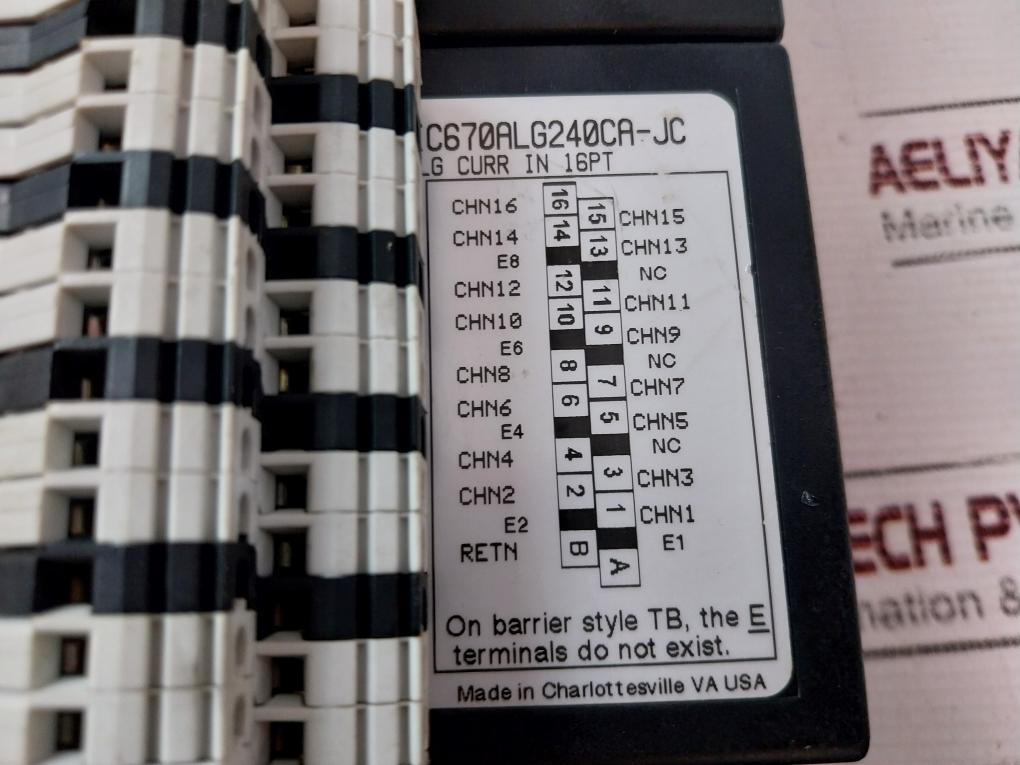 C670ALG240CA-JC
LG CURR IN 16PT
CHN16 16 15 CHN15
CHN14 14 13 CHN13
E8 NC
CHN12 12 11 CHN11
CHN10 10 9 CHN9
E6 NC
CHN8 8 7 CHN7
CHN6 6 5 CHN5
E4 NC
CHN4 4 3 CHN3
CHN2 2 1 CHN1
E2 E1
RETN B A
On barrier style TB, the E
terminals do not exist.
Made in Charlottesville VA USA
AELIY
Marine
ECH P
nation &